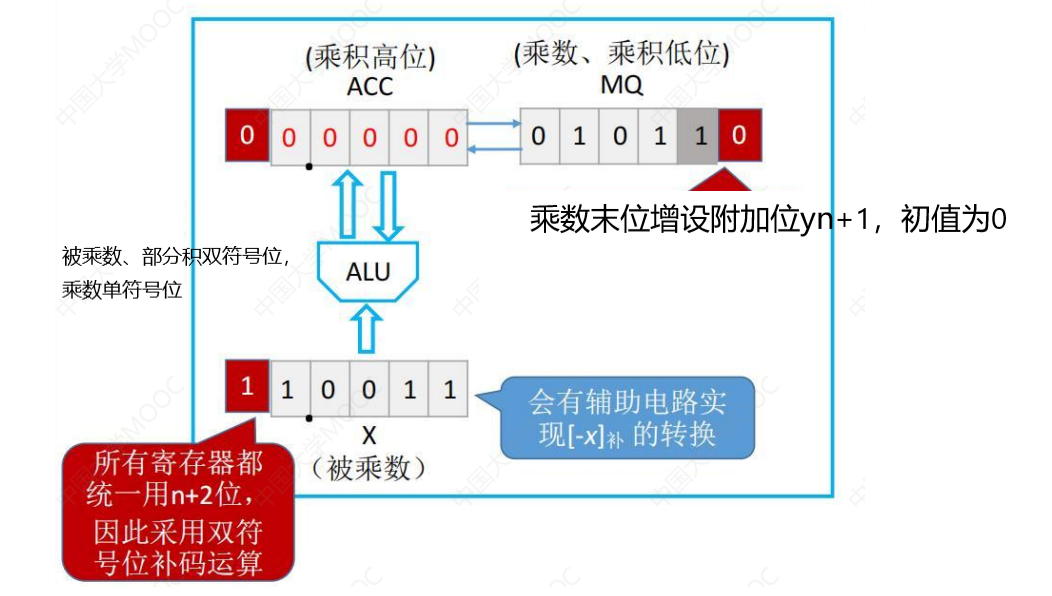 (乘积高位)
ACC
(乘数、乘积低位)
MQ
0 0 0 0 0 0
0 1 0 1 1 0
乘数末位增设附加位yn+1，初值为0
被乘数、部分积双符号位，
乘数单符号位
ALU
1 1 0 0 1 1
X
（被乘数）
会有辅助电路实
现[-x]补 的转换
所有寄存器都
统一用n+2位，
因此采用双符
号位补码运算
中国大学MOOC